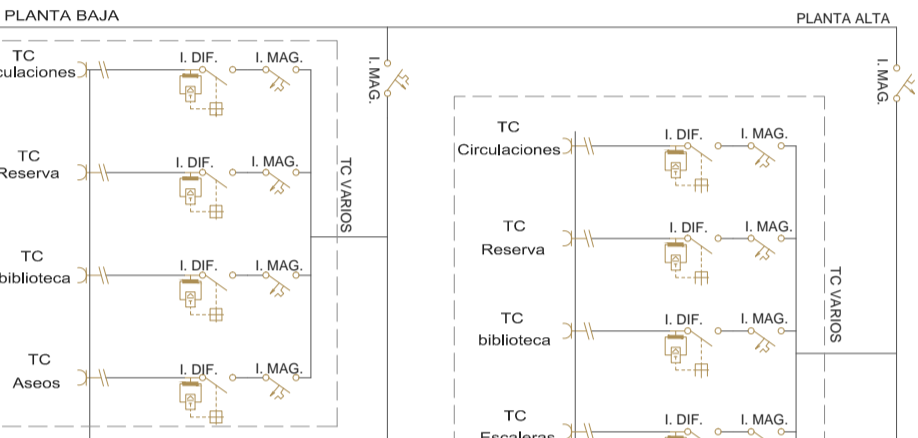 PLANTA BAJA
PLANTA ALTA
TC
culaciones
I. DIF.
I. MAG.
I. MAG.
TC
Reserva
I. DIF.
I. MAG.
TC VARIOS
TC
biblioteca
I. DIF.
I. MAG.
TC
Aseos
I. DIF.
I. MAG.
I. MAG.
TC
Circulaciones
I. DIF.
I. MAG.
TC
Reserva
I. DIF.
I. MAG.
TC VARIOS
TC
biblioteca
I. DIF.
I. MAG.
TC
Escaleras
I. DIF.
I. MAG.